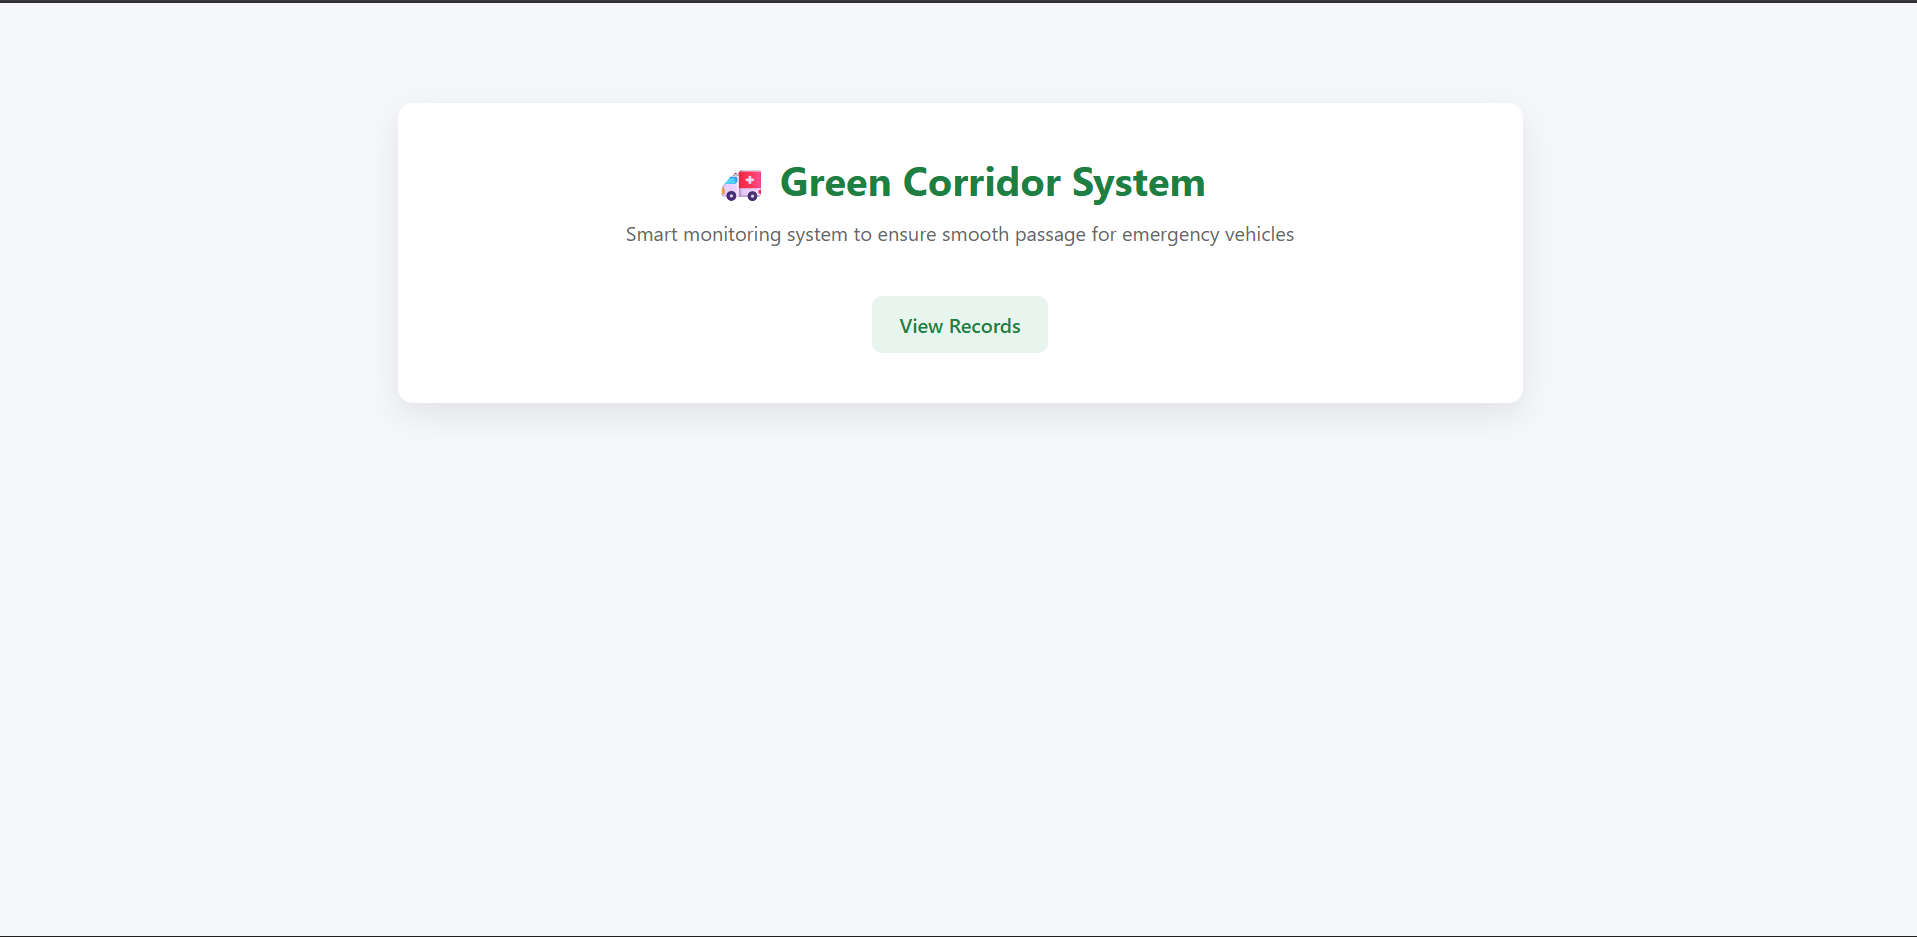 Green Corridor System
Smart monitoring system to ensure smooth passage for emergency vehicles
View Records